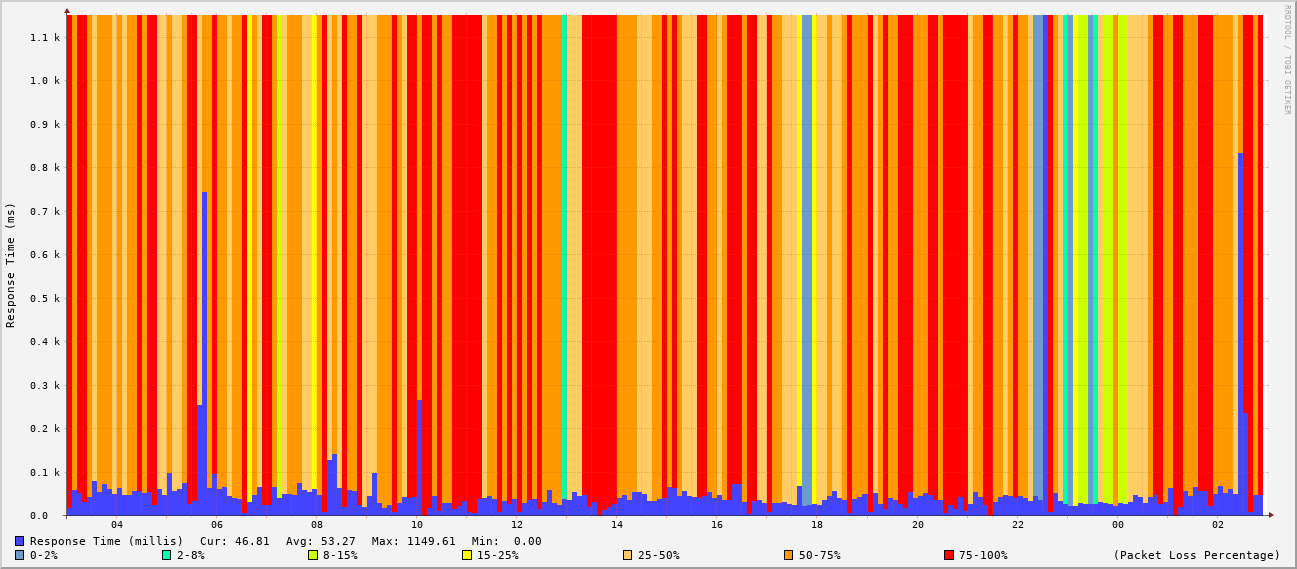 RRDTOOL / TOBI OETIKER
Response Time (ms)
1.1 k
1.0 k
0.9 k
0.8 k
0.7 k
0.6 k
0.5 k
0.4 k
0.3 k
0.2 k
0.1 k
0.0
04 06 08 10 12 14 16 18 20 22 00 02
Response Time (millis) Cur: 46.81 Avg: 53.27 Max: 1149.61 Min: 0.00
0-2% 2-8% 8-15% 15-25% 25-50% 50-75% 75-100% (Packet Loss Percentage)